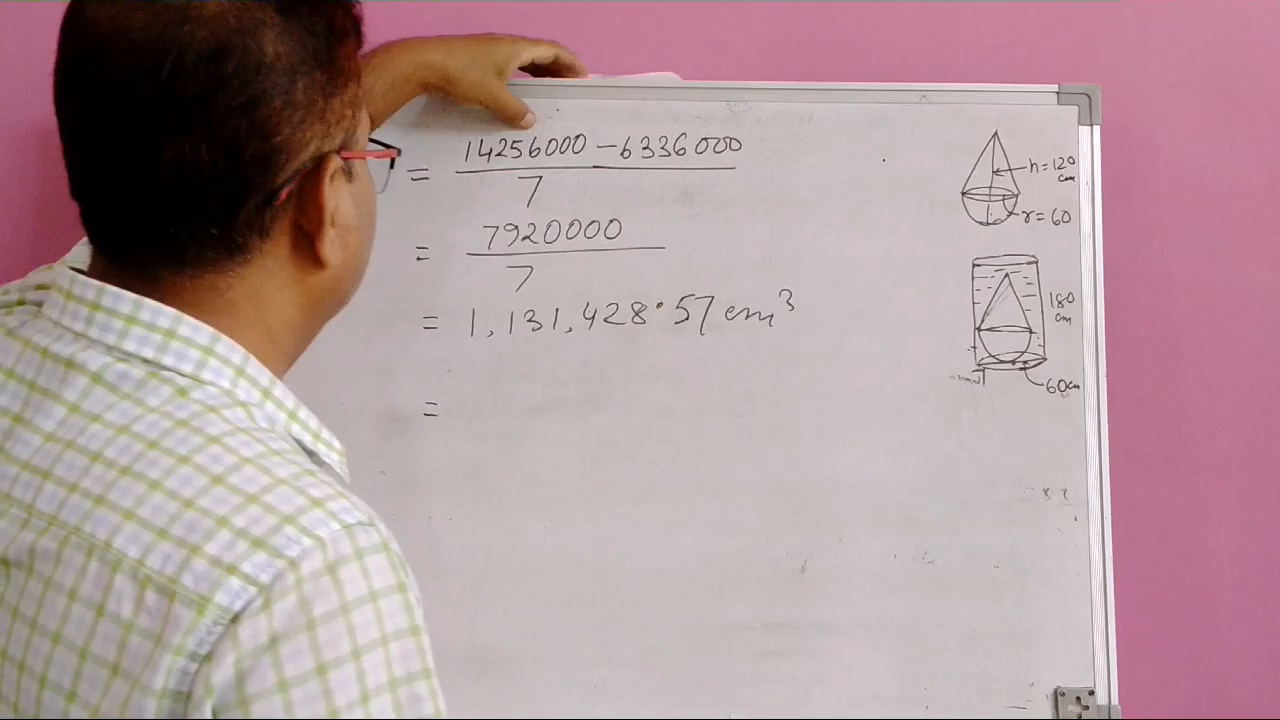 = 14256000 – 6336000
7
= 7920000
7
= 1,131,428.57 cm³
=
h=120
cm
r=60
180
cm
60cm